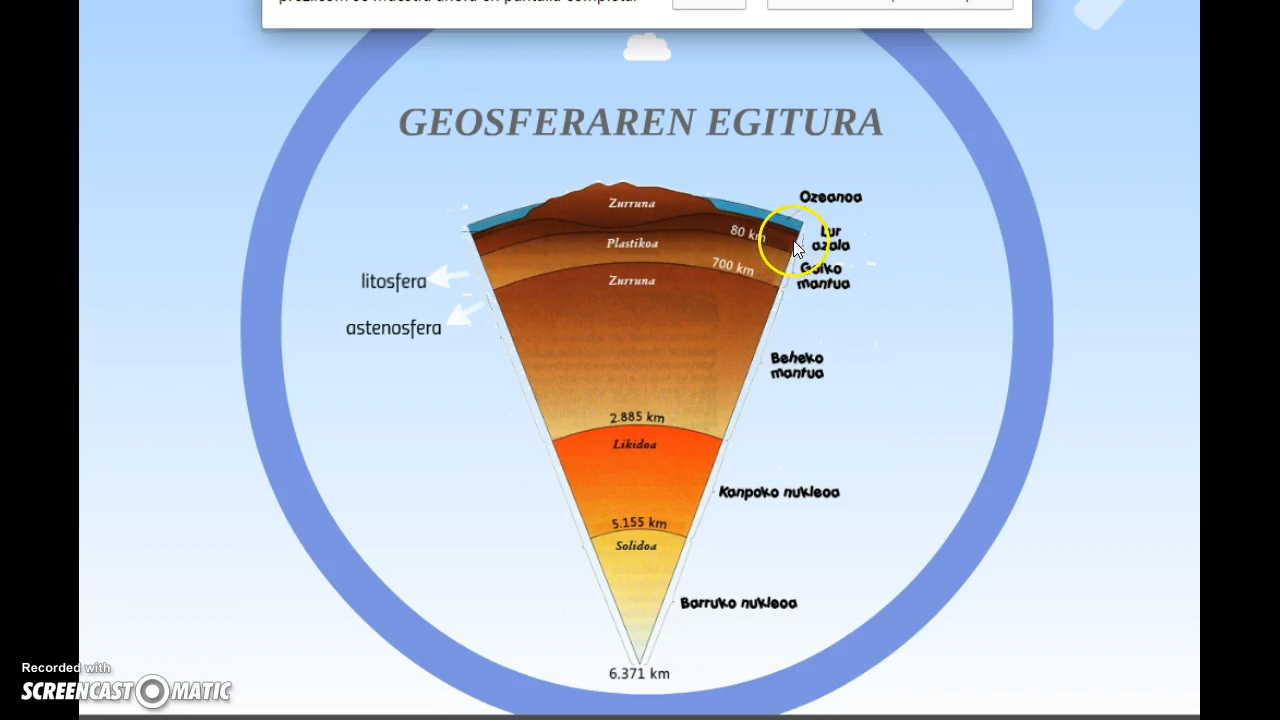 GEOSFERAREN EGITURA
Ozeanoa
Zurruna
80 km
Lur
azala
Plastikoa
700 km
Goiko
mantua
litosfera
Zurruna
astenosfera
Beheko
mantua
2.885 km
Likidoa
Kanpoko nukleoa
5.155 km
Solidoa
Barruko nukleoa
6.371 km
Recorded with
SCREENCAST MATIC